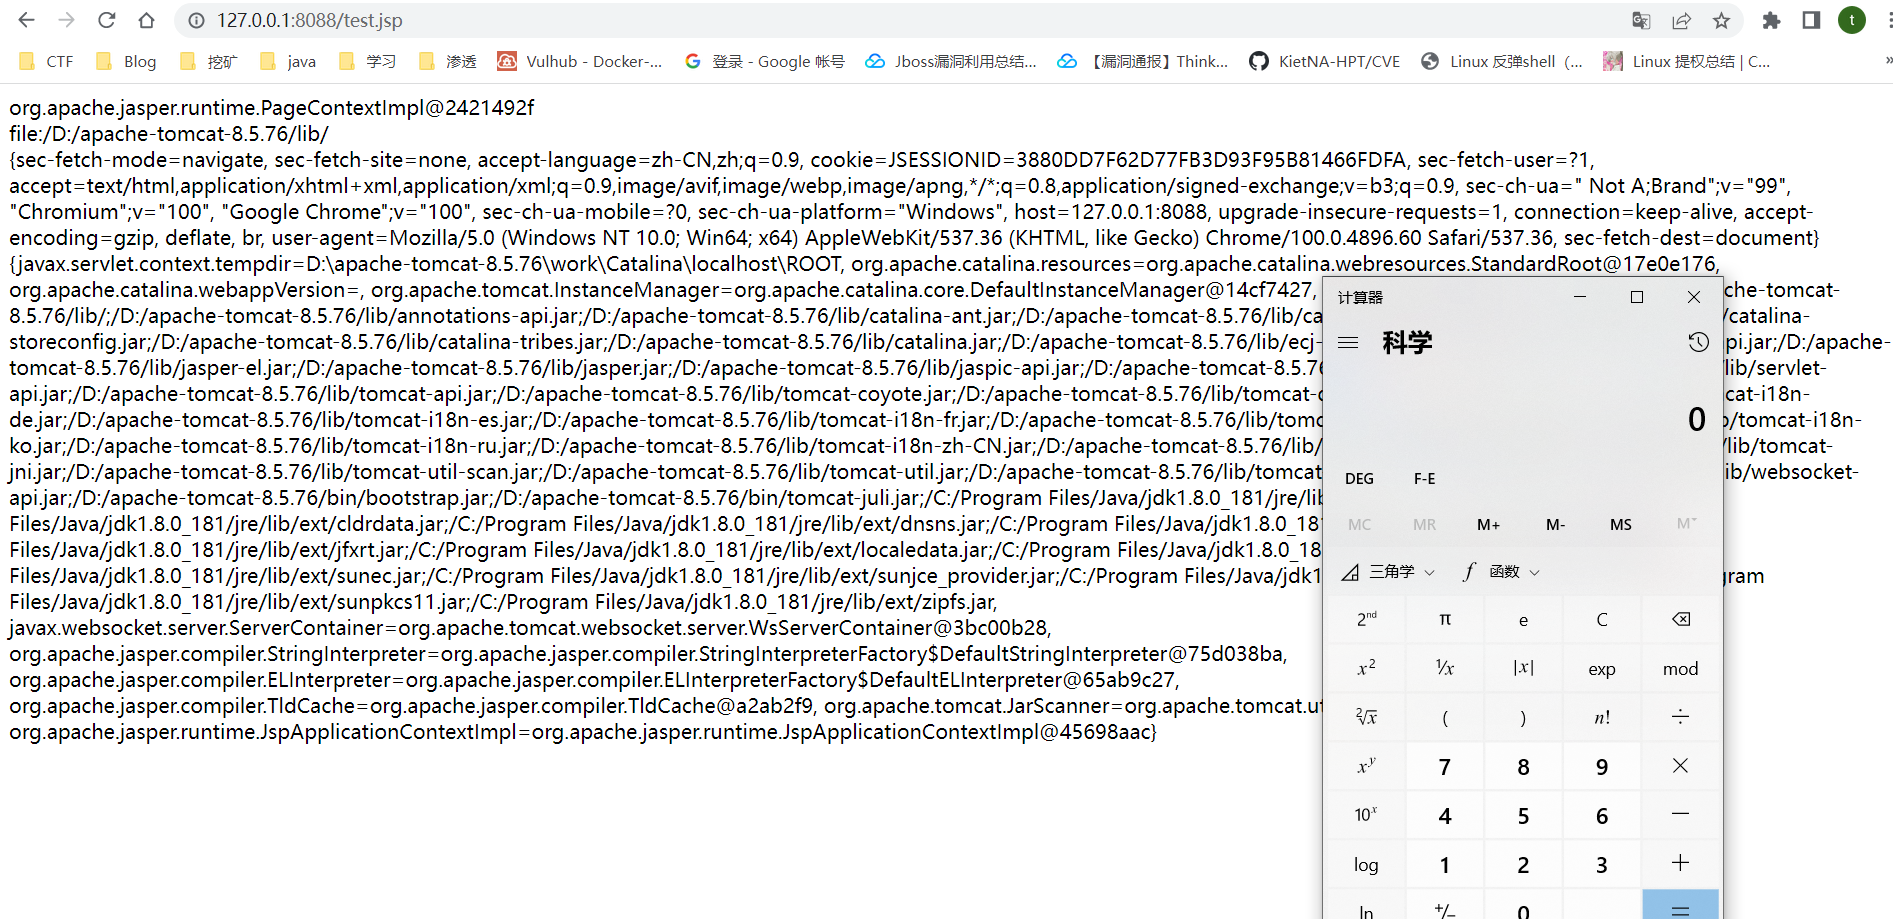 127.0.0.1:8088/test.jsp
t
CTF Blog 挖矿 java 学习 渗透 Vulhub - Docker-... 登录 - Google 帐号 Jboss漏洞利用总结... 【漏洞通报】Think... KietNA-HPT/CVE Linux 反弹shell（... Linux 提权总结 | C... »
org.apache.jasper.runtime.PageContextImpl@2421492f
file:/D:/apache-tomcat-8.5.76/lib/
{sec-fetch-mode=navigate, sec-fetch-site=none, accept-language=zh-CN,zh;q=0.9, cookie=JSESSIONID=3880DD7F62D77FB3D93F95B81466FDFA, sec-fetch-user=?1,
accept=text/html,application/xhtml+xml,application/xml;q=0.9,image/avif,image/webp,image/apng,*/*;q=0.8,application/signed-exchange;v=b3;q=0.9, sec-ch-ua=" Not A;Brand";v="99",
"Chromium";v="100", "Google Chrome";v="100", sec-ch-ua-mobile=?0, sec-ch-ua-platform="Windows", host=127.0.0.1:8088, upgrade-insecure-requests=1, connection=keep-alive, accept-
encoding=gzip, deflate, br, user-agent=Mozilla/5.0 (Windows NT 10.0; Win64; x64) AppleWebKit/537.36 (KHTML, like Gecko) Chrome/100.0.4896.60 Safari/537.36, sec-fetch-dest=document}
{javax.servlet.context.tempdir=D:\apache-tomcat-8.5.76\work\Catalina\localhost\ROOT, org.apache.catalina.resources=org.apache.catalina.webresources.StandardRoot@17e0e176,
org.apache.catalina.webappVersion=, org.apache.tomcat.InstanceManager=org.apache.catalina.core.DefaultInstanceManager@14cf7427, che-tomcat-
8.5.76/lib/;/D:/apache-tomcat-8.5.76/lib/annotations-api.jar;/D:/apache-tomcat-8.5.76/lib/catalina-ant.jar;/D:/apache-tomcat-8.5.76/lib/ca /catalina-
storeconfig.jar;/D:/apache-tomcat-8.5.76/lib/catalina-tribes.jar;/D:/apache-tomcat-8.5.76/lib/catalina.jar;/D:/apache-tomcat-8.5.76/lib/ecj- pi.jar;/D:/apache-
tomcat-8.5.76/lib/jasper-el.jar;/D:/apache-tomcat-8.5.76/lib/jasper.jar;/D:/apache-tomcat-8.5.76/lib/jaspic-api.jar;/D:/apache-tomcat-8.5.7 lib/servlet-
api.jar;/D:/apache-tomcat-8.5.76/lib/tomcat-api.jar;/D:/apache-tomcat-8.5.76/lib/tomcat-coyote.jar;/D:/apache-tomcat-8.5.76/lib/tomcat- cat-i18n-
de.jar;/D:/apache-tomcat-8.5.76/lib/tomcat-i18n-es.jar;/D:/apache-tomcat-8.5.76/lib/tomcat-i18n-fr.jar;/D:/apache-tomcat-8.5.76/lib/tomc /tomcat-i18n-
ko.jar;/D:/apache-tomcat-8.5.76/lib/tomcat-i18n-ru.jar;/D:/apache-tomcat-8.5.76/lib/tomcat-i18n-zh-CN.jar;/D:/apache-tomcat-8.5.76/lib/ lib/tomcat-
jni.jar;/D:/apache-tomcat-8.5.76/lib/tomcat-util-scan.jar;/D:/apache-tomcat-8.5.76/lib/tomcat-util.jar;/D:/apache-tomcat-8.5.76/lib/tomcat ib/websocket-
api.jar;/D:/apache-tomcat-8.5.76/bin/bootstrap.jar;/D:/apache-tomcat-8.5.76/bin/tomcat-juli.jar;/C:/Program Files/Java/jdk1.8.0_181/jre/lib
Files/Java/jdk1.8.0_181/jre/lib/ext/cldrdata.jar;/C:/Program Files/Java/jdk1.8.0_181/jre/lib/ext/dnsns.jar;/C:/Program Files/Java/jdk1.8.0_181
Files/Java/jdk1.8.0_181/jre/lib/ext/jfxrt.jar;/C:/Program Files/Java/jdk1.8.0_181/jre/lib/ext/localedata.jar;/C:/Program Files/Java/jdk1.8.0_18
Files/Java/jdk1.8.0_181/jre/lib/ext/sunec.jar;/C:/Program Files/Java/jdk1.8.0_181/jre/lib/ext/sunjce_provider.jar;/C:/Program Files/Java/jdk1 gram
Files/Java/jdk1.8.0_181/jre/lib/ext/sunpkcs11.jar;/C:/Program Files/Java/jdk1.8.0_181/jre/lib/ext/zipfs.jar,
javax.websocket.server.ServerContainer=org.apache.tomcat.websocket.server.WsServerContainer@3bc00b28,
org.apache.jasper.compiler.StringInterpreter=org.apache.jasper.compiler.StringInterpreterFactory$DefaultStringInterpreter@75d038ba,
org.apache.jasper.compiler.ELInterpreter=org.apache.jasper.compiler.ELInterpreterFactory$DefaultELInterpreter@65ab9c27,
org.apache.jasper.compiler.TldCache=org.apache.jasper.compiler.TldCache@a2ab2f9, org.apache.tomcat.JarScanner=org.apache.tomcat.ut
org.apache.jasper.runtime.JspApplicationContextImpl=org.apache.jasper.runtime.JspApplicationContextImpl@45698aac}
计算器
科学
0
DEG F-E
MC MR M+ M- MS M˅
三角学 f 函数
2ⁿᵈ π e C
x² ¹/x |x| exp mod
²√x ( ) n! ÷
xʸ 7 8 9 ×
10ˣ 4 5 6 −
log 1 2 3 +
ln +/− 0 =